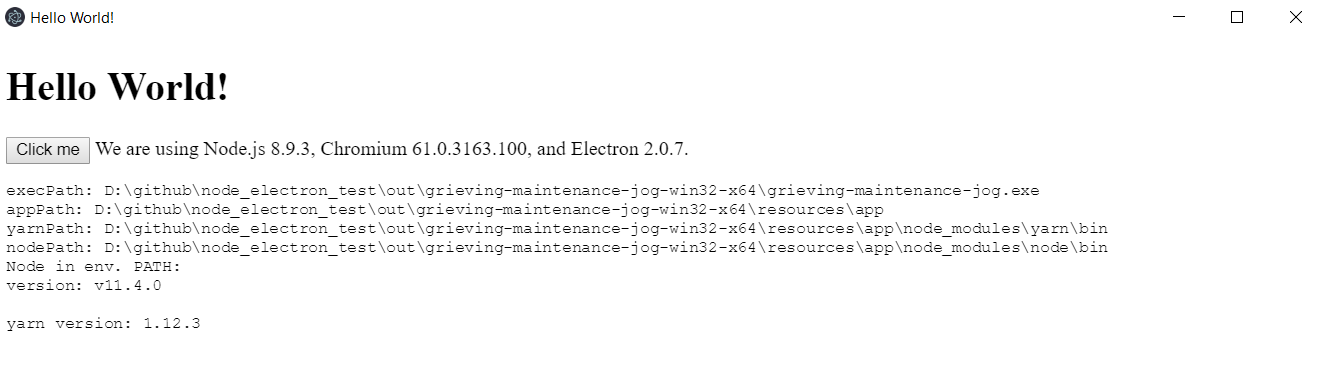 Hello World!
Hello World!
Click me We are using Node.js 8.9.3, Chromium 61.0.3163.100, and Electron 2.0.7.
execPath: D:\github\node_electron_test\out\grieving-maintenance-jog-win32-x64\grieving-maintenance-jog.exe
appPath: D:\github\node_electron_test\out\grieving-maintenance-jog-win32-x64\resources\app
yarnPath: D:\github\node_electron_test\out\grieving-maintenance-jog-win32-x64\resources\app\node_modules\yarn\bin
nodePath: D:\github\node_electron_test\out\grieving-maintenance-jog-win32-x64\resources\app\node_modules\node\bin
Node in env. PATH:
version: v11.4.0
yarn version: 1.12.3